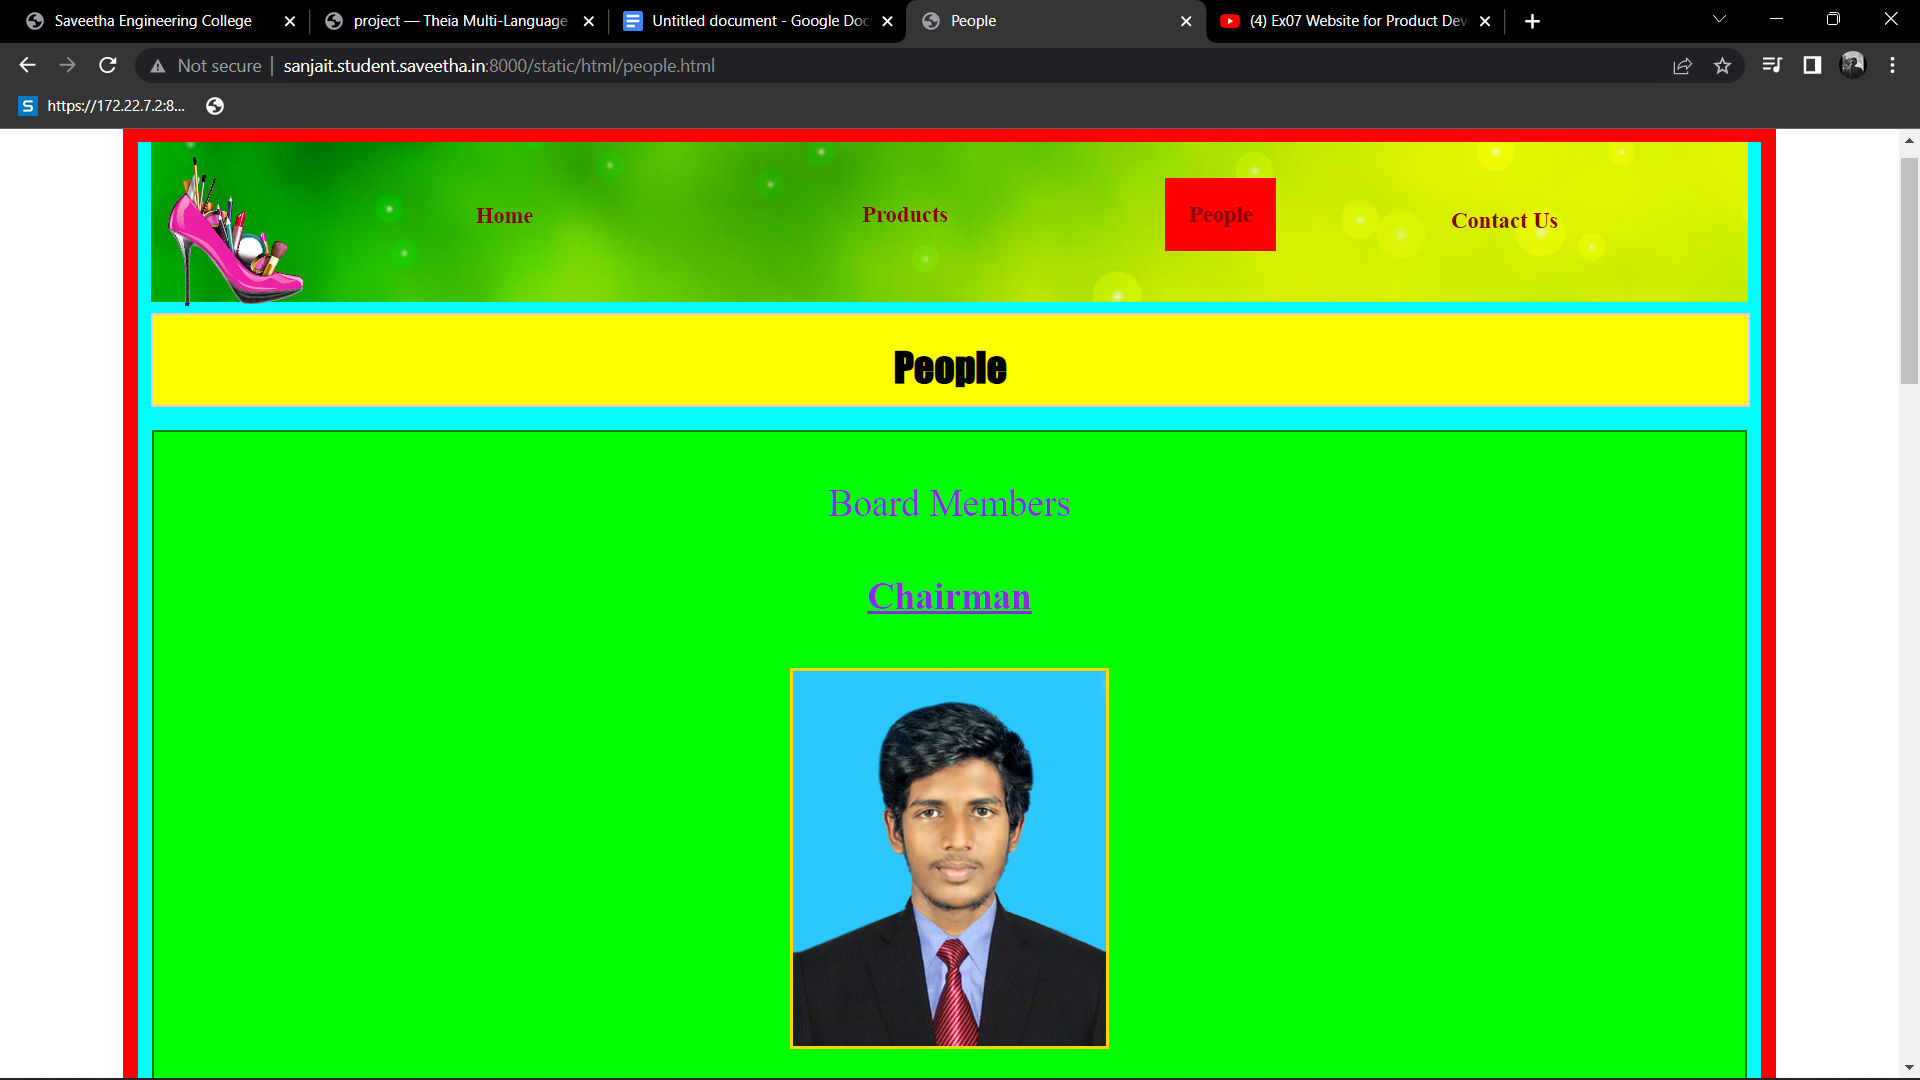 Saveetha Engineering College
project — Theia Multi-Language
Untitled document - Google Doc
People
(4) Ex07 Website for Product Dev
Not secure
sanjait.student.saveetha.in:8000/static/html/people.html
S https://172.22.7.2:8...
Home
Products
People
Contact Us
People
Board Members
Chairman